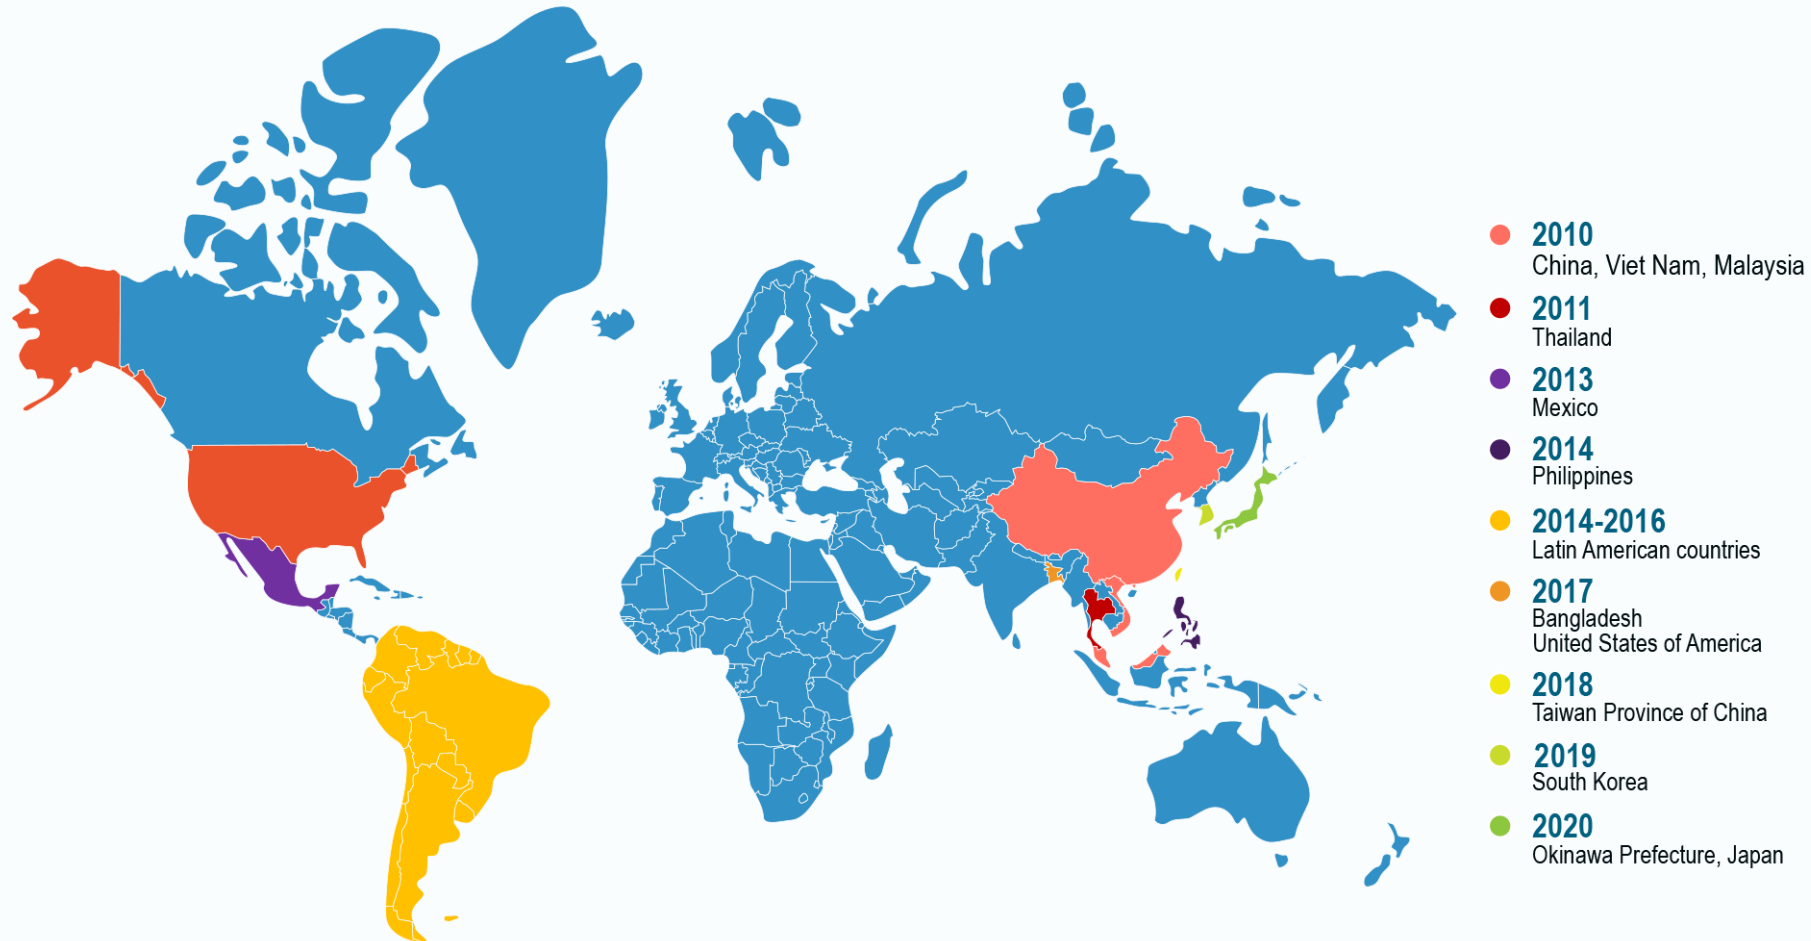 2010
China, Viet Nam, Malaysia
2011
Thailand
2013
Mexico
2014
Philippines
2014-2016
Latin American countries
2017
Bangladesh
United States of America
2018
Taiwan Province of China
2019
South Korea
2020
Okinawa Prefecture, Japan